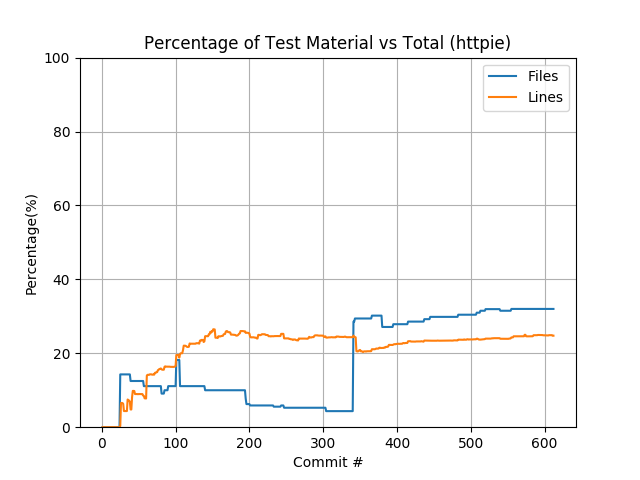 Percentage of Test Material vs Total (httpie)
100
80
60
40
20
0
Percentage(%)
Files
Lines
0 100 200 300 400 500 600
Commit #